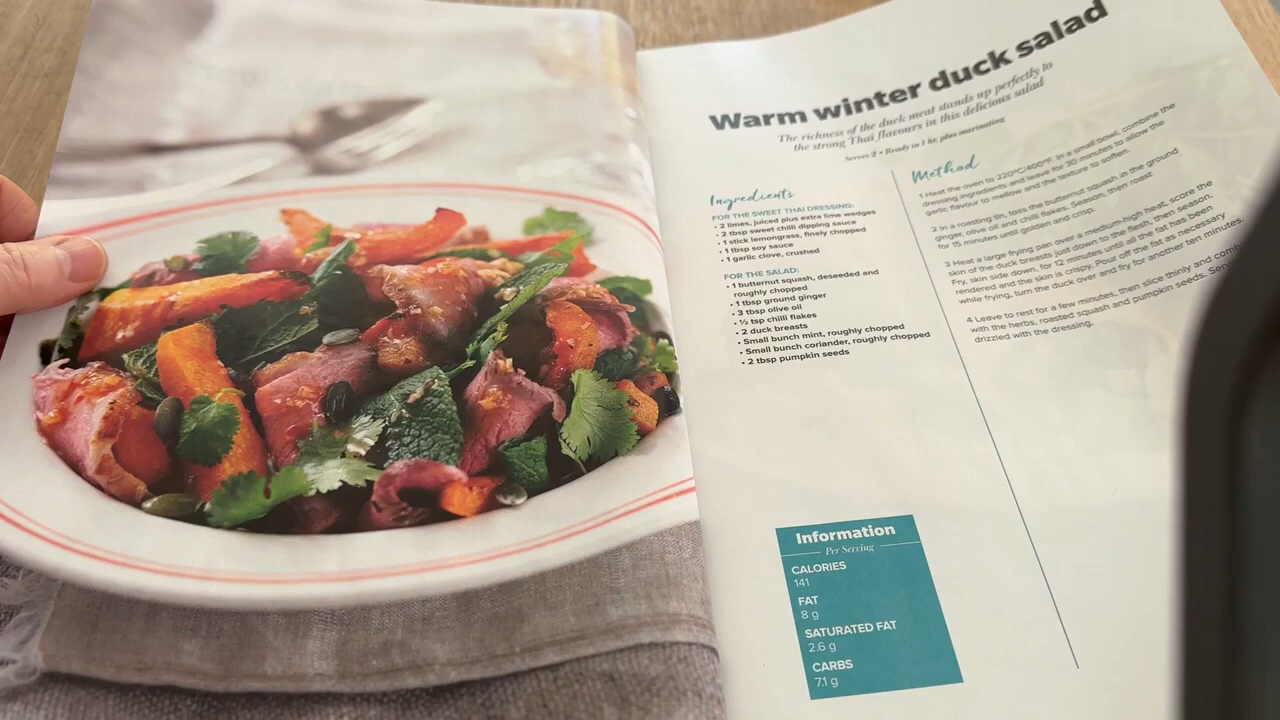 Warm winter duck salad
The richness of the duck meat stands up perfectly to
the strong Thai flavours in this delicious salad
Serves 2 • Ready in 1 hr, plus marinating
Ingredients
FOR THE SWEET THAI DRESSING:
• 2 limes, juiced plus extra lime wedges
• 2 tbsp sweet chilli dipping sauce
• 1 stick lemongrass, finely chopped
• 1 tbsp soy sauce
• 1 garlic clove, crushed
FOR THE SALAD:
• 1 butternut squash, deseeded and
roughly chopped
• 1 tbsp ground ginger
• 3 tbsp olive oil
• ½ tsp chilli flakes
• 2 duck breasts
• Small bunch mint, roughly chopped
• Small bunch coriander, roughly chopped
• 2 tbsp pumpkin seeds
Method
1 Heat the oven to 220°C/400°F. In a small bowl, combine the
dressing ingredients and leave for 30 minutes to allow the
garlic flavour to mellow and the texture to soften.
2 In a roasting tin, toss the butternut squash in the ground
ginger, olive oil and chilli flakes. Season, then roast
for 15 minutes until golden and crisp.
3 Heat a large frying pan over a medium-high heat, score the
skin of the duck breasts just down to the flesh, then season.
Fry, skin side down, for 12 minutes until all the fat has been
rendered and the skin is crispy, pour off the fat as necessary
while frying, turn the duck over and fry for another ten minutes.
4 Leave to rest for a few minutes, then slice thinly and
with the herbs, roasted squash and pumpkin seeds.
drizzled with the dressing.
Information
Per Serving
CALORIES
141
FAT
8 g
SATURATED FAT
2.6 g
CARBS
7.1 g